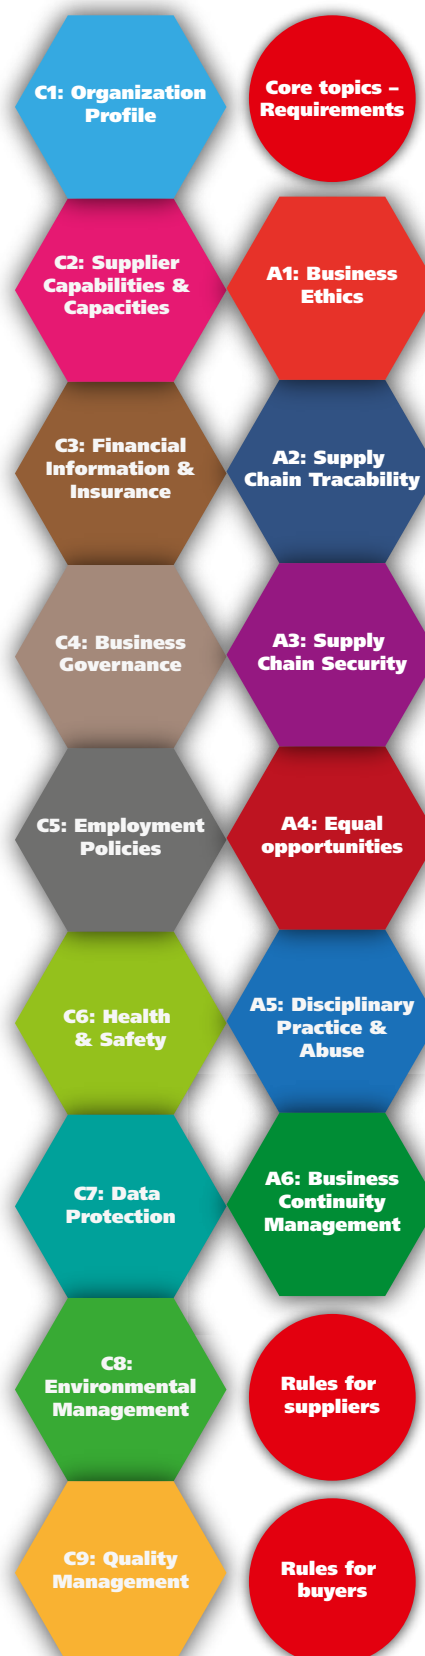 C1: Organization
Profile
Core topics –
Requirements
C2: Supplier
Capabilities &
Capacities
A1: Business
Ethics
C3: Financial
Information &
Insurance
A2: Supply
Chain Tracability
C4: Business
Governance
A3: Supply
Chain Security
C5: Employment
Policies
A4: Equal
opportunities
C6: Health
& Safety
A5: Disciplinary
Practice &
Abuse
C7: Data
Protection
A6: Business
Continuity
Management
C8:
Environmental
Management
Rules for
suppliers
C9: Quality
Management
Rules for
buyers